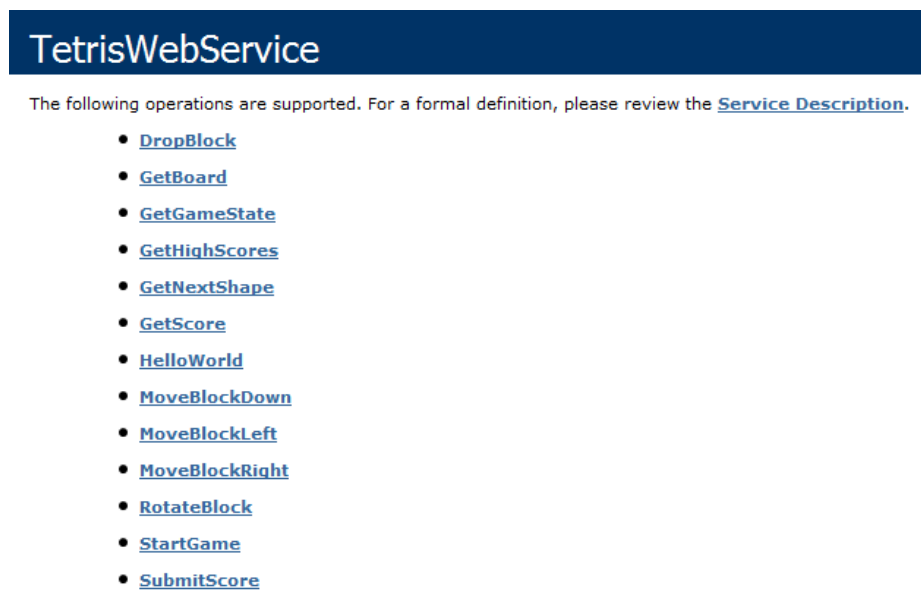 TetrisWebService
The following operations are supported. For a formal definition, please review the Service Description.
DropBlock
GetBoard
GetGameState
GetHighScores
GetNextShape
GetScore
HelloWorld
MoveBlockDown
MoveBlockLeft
MoveBlockRight
RotateBlock
StartGame
SubmitScore